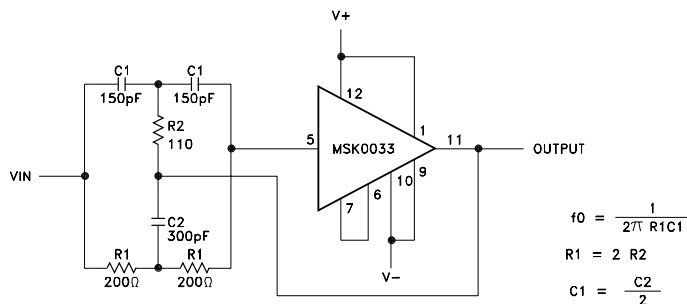 V+
C1
C1
150pF
150pF
12
R2
110
1
11
5
MSK0033
OUTPUT
VIN
10
9
6
7
C2
300pF
R1
R1
200Ω
200Ω
V-
f0 = 1 / 2π R1C1
R1 = 2 R2
C1 = C2 / 2